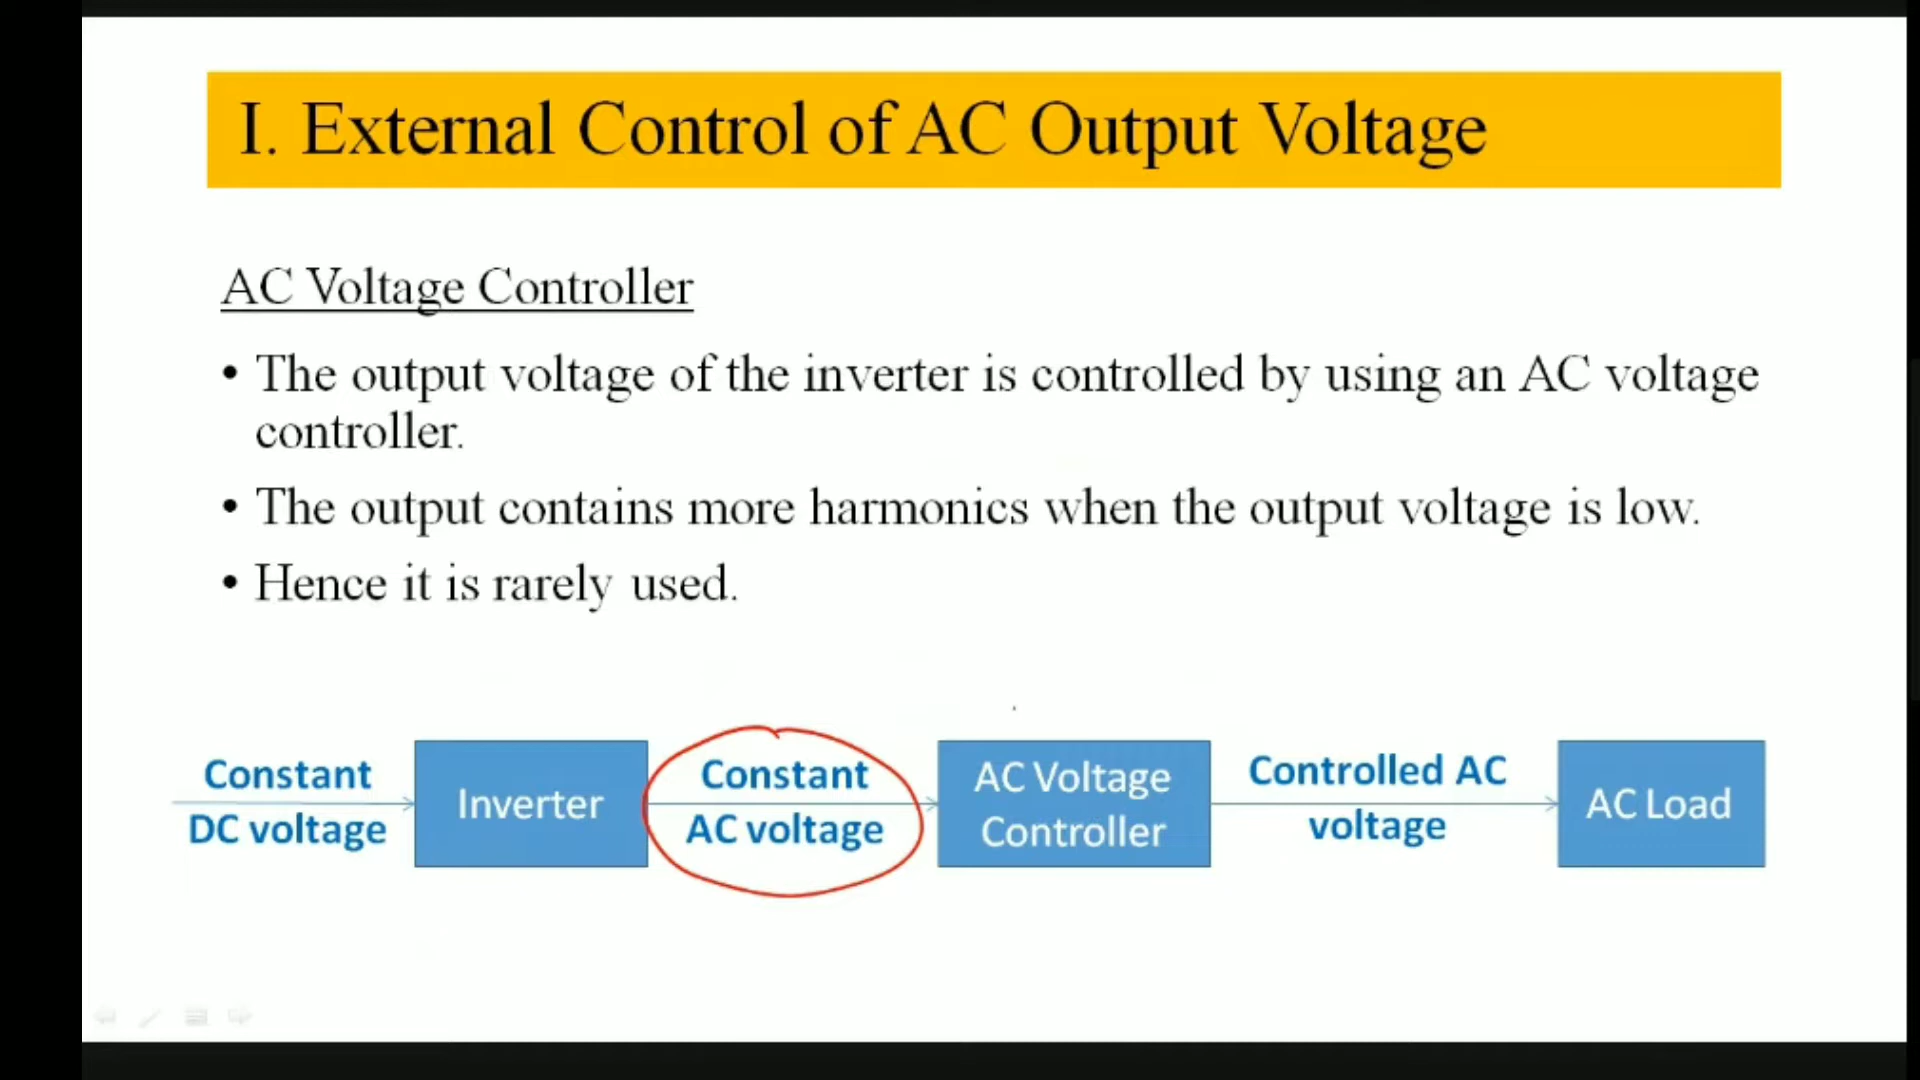 I. External Control of AC Output Voltage
AC Voltage Controller
• The output voltage of the inverter is controlled by using an AC voltage
controller.
• The output contains more harmonics when the output voltage is low.
• Hence it is rarely used.
Constant
DC voltage
Inverter
Constant
AC voltage
AC Voltage
Controller
Controlled AC
voltage
AC Load